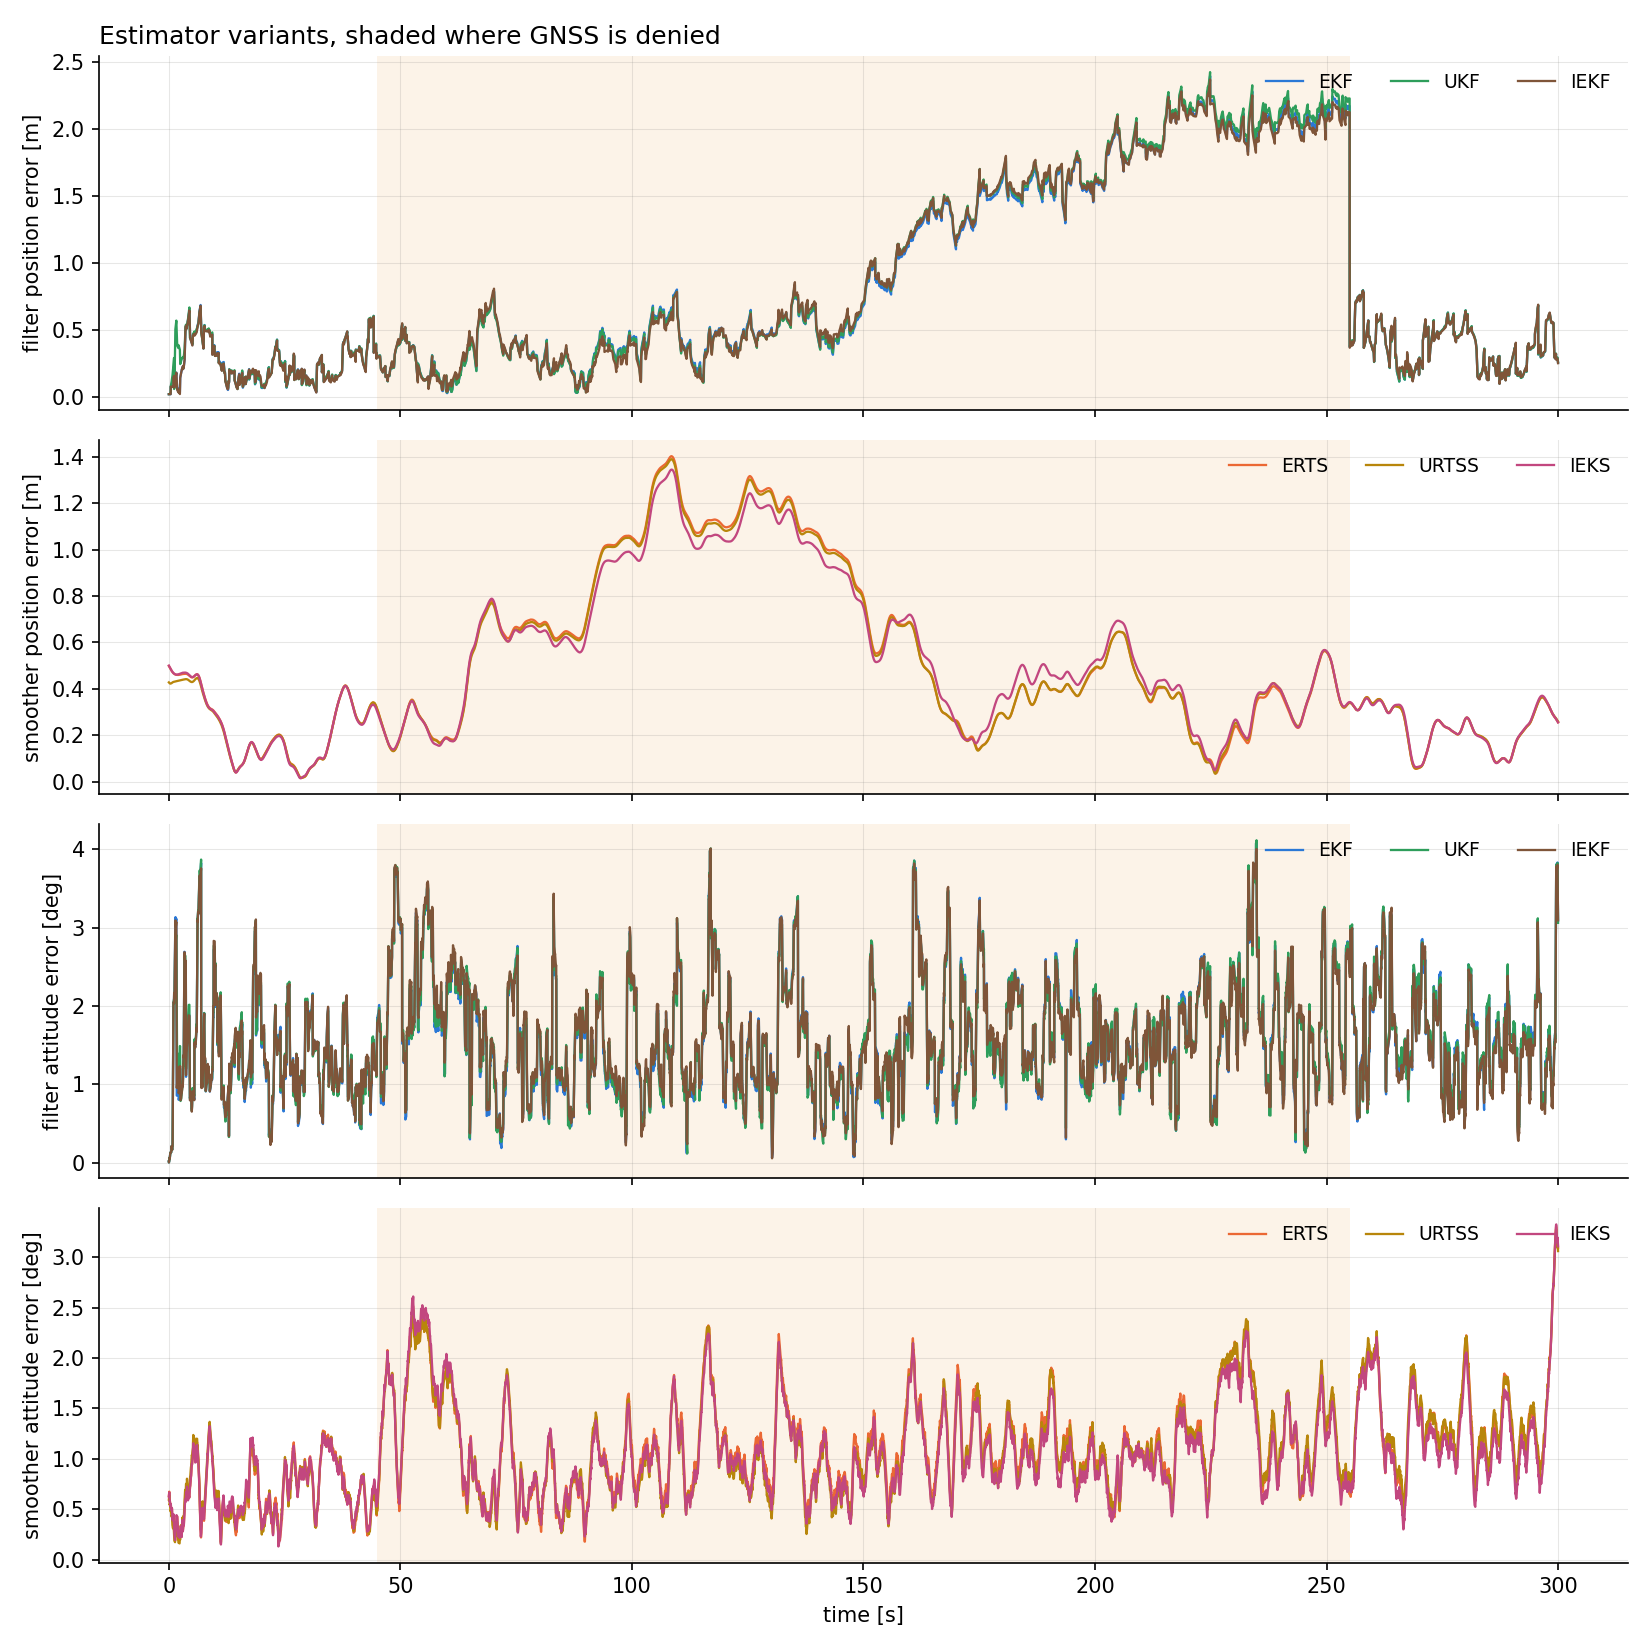 Estimator variants, shaded where GNSS is denied
2.5
2.0
1.5
1.0
0.5
0.0
filter position error [m]
EKF UKF IEKF
1.4
1.2
1.0
0.8
0.6
0.4
0.2
0.0
smoother position error [m]
ERTS URTSS IEKS
4
3
2
1
0
filter attitude error [deg]
EKF UKF IEKF
3.0
2.5
2.0
1.5
1.0
0.5
0.0
smoother attitude error [deg]
ERTS URTSS IEKS
0 50 100 150 200 250 300
time [s]